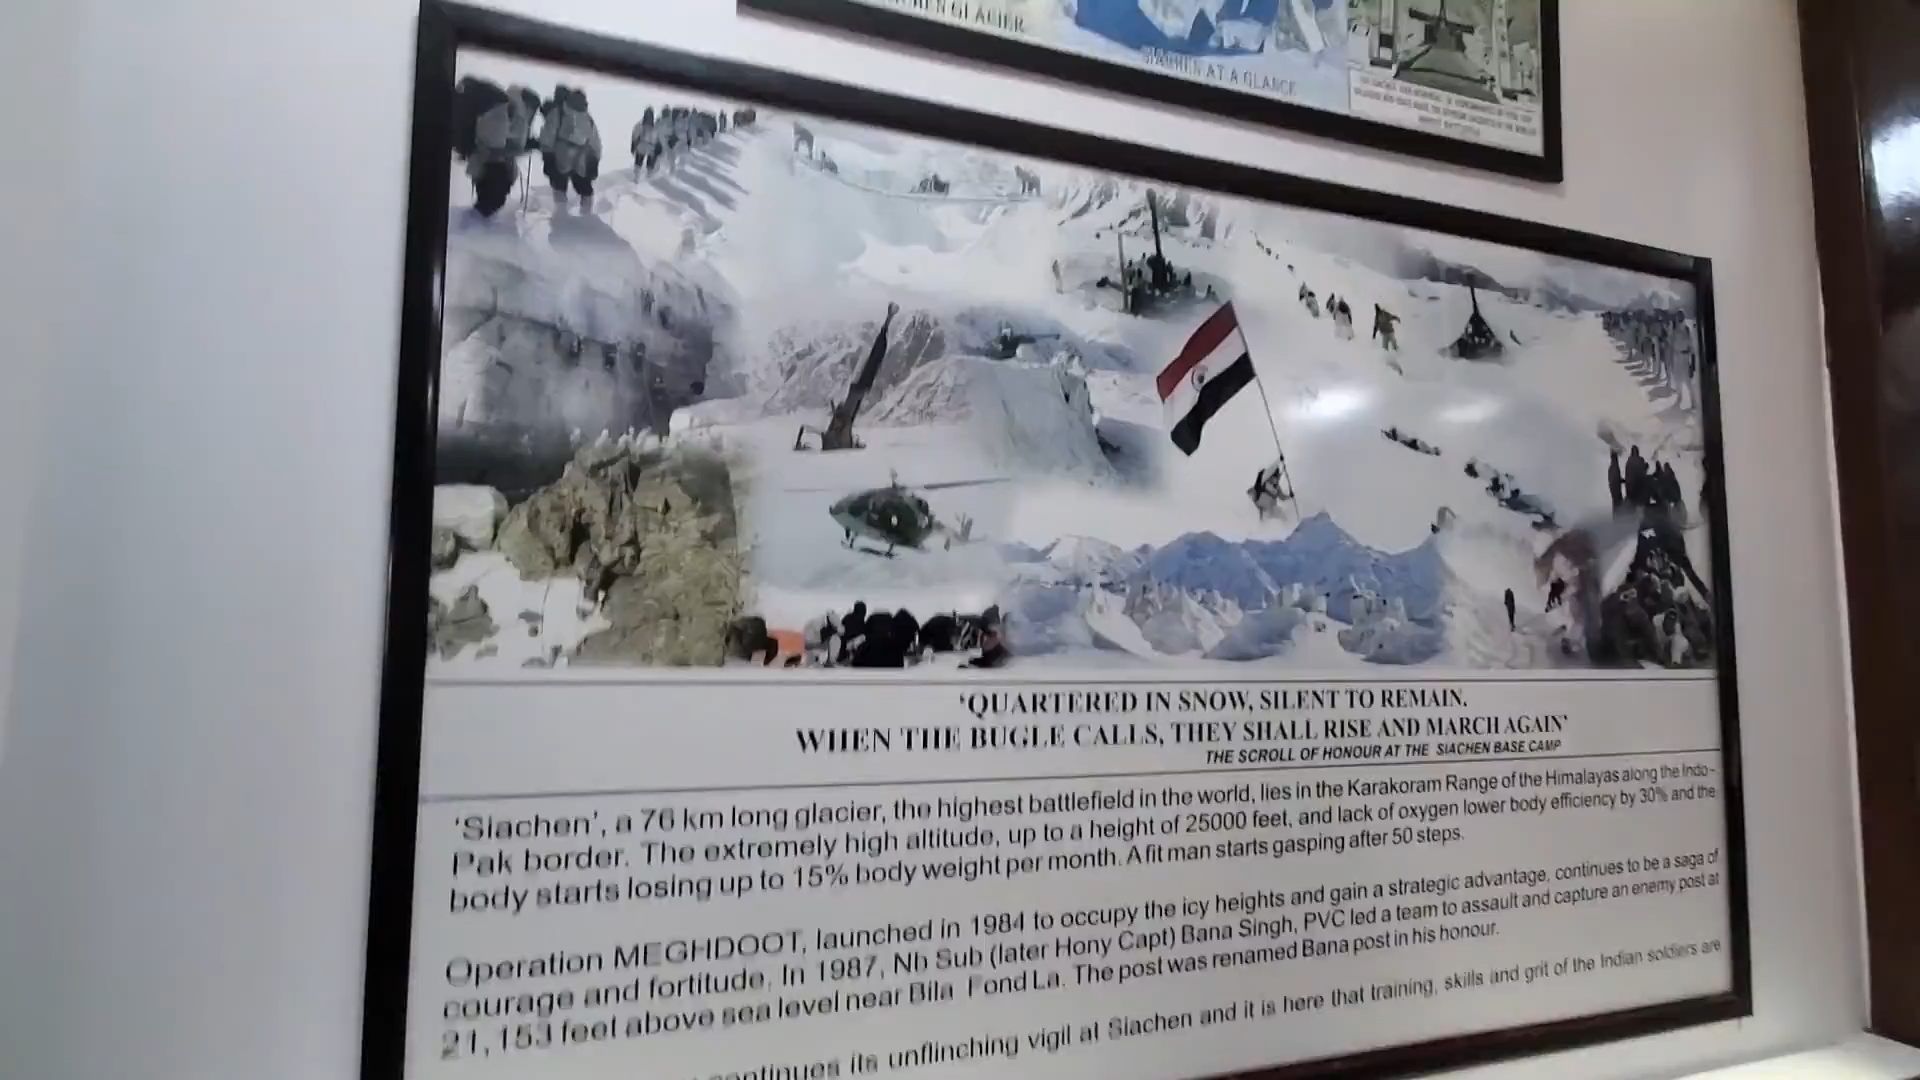 GLACIER
SIACHEN AT A GLANCE
‘QUARTERED IN SNOW, SILENT TO REMAIN.
WHEN THE BUGLE CALLS, THEY SHALL RISE AND MARCH AGAIN’
THE SCROLL OF HONOUR AT THE SIACHEN BASE CAMP
‘Siachen’, a 76 km long glacier, the highest battlefield in the world, lies in the Karakoram Range of the Himalayas along the Indo-
Pak border. The extremely high altitude, up to a height of 25000 feet, and lack of oxygen lower body efficiency by 30% and the
body starts losing up to 15% body weight per month. A fit man starts gasping after 50 steps.
Operation MEGHDOOT, launched in 1984 to occupy the icy heights and gain a strategic advantage, continues to be a saga of
courage and fortitude. In 1987, Nb Sub (later Hony Capt) Bana Singh, PVC led a team to assault and capture an enemy post at
21,153 feet above sea level near Bila Fond La. The post was renamed Bana post in his honour.
continues its unflinching vigil at Siachen and it is here that training, skills and grit of the Indian soldiers are